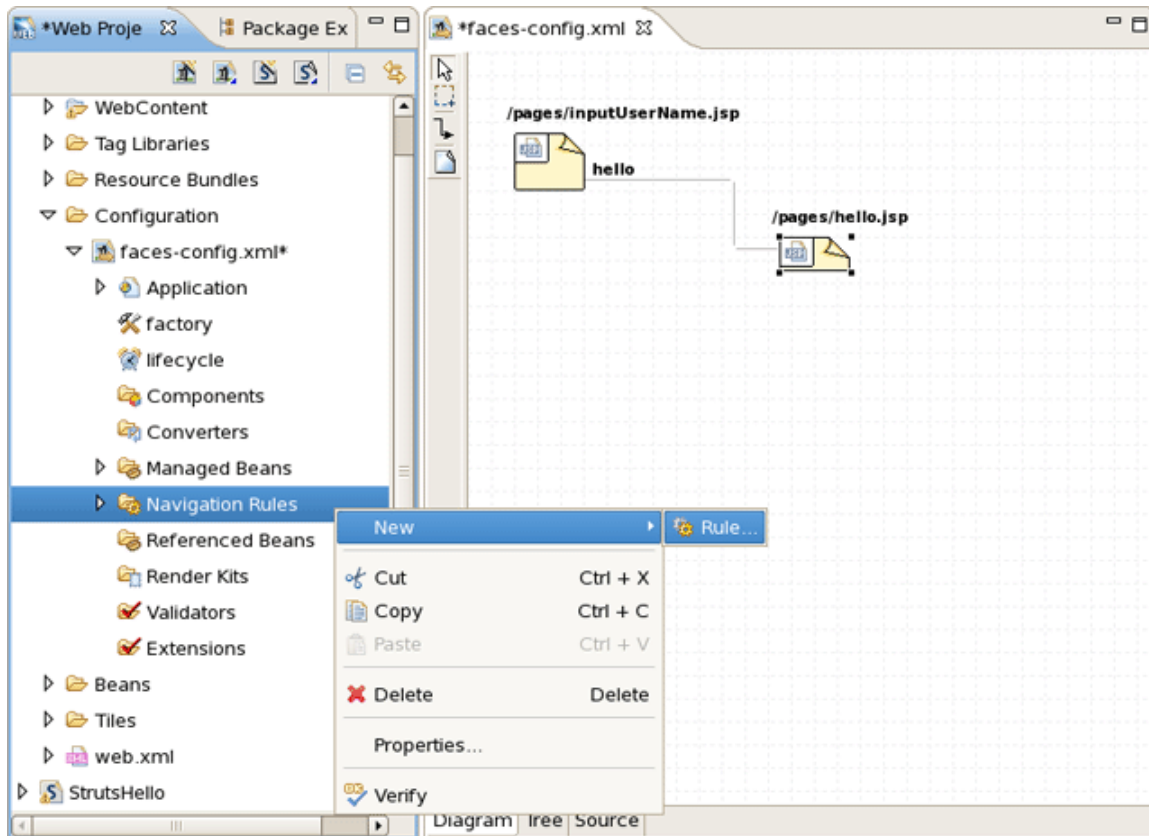 *Web Proje
Package Ex
*faces-config.xml
WebContent
Tag Libraries
Resource Bundles
Configuration
faces-config.xml*
Application
factory
lifecycle
Components
Converters
Managed Beans
Navigation Rules
Referenced Beans
Render Kits
Validators
Extensions
Beans
Tiles
web.xml
StrutsHello
/pages/inputUserName.jsp
hello
/pages/hello.jsp
New
Rule...
Cut Ctrl + X
Copy Ctrl + C
Paste Ctrl + V
Delete Delete
Properties...
Verify
Diagram Tree Source